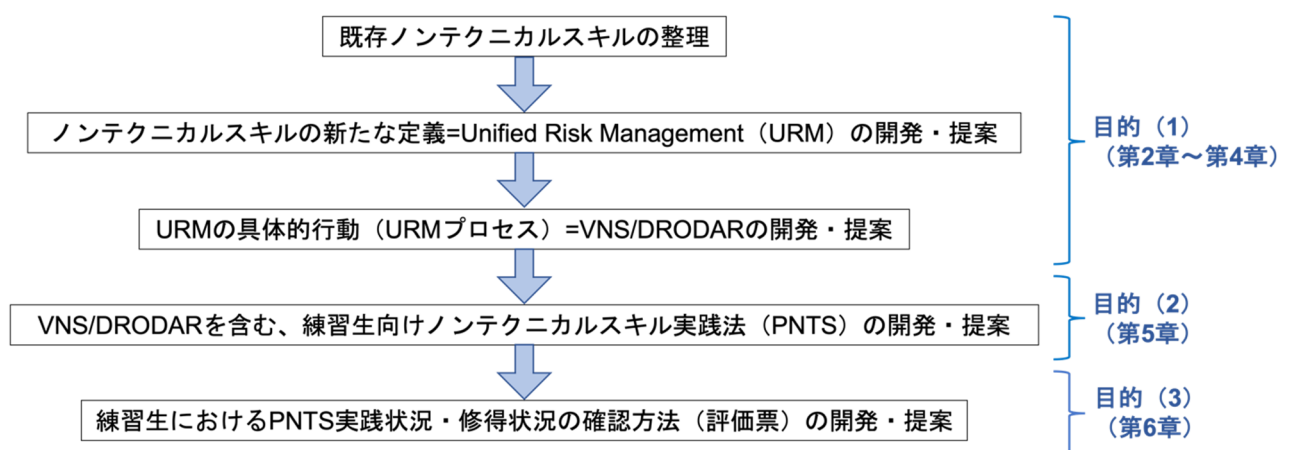 既存ノンテクニカルスキルの整理
ノンテクニカルスキルの新たな定義=Unified Risk Management（URM）の開発・提案
URMの具体的行動（URMプロセス）=VNS/DRODARの開発・提案
目的（1）
（第2章～第4章）
VNS/DRODARを含む、練習生向けノンテクニカルスキル実践法（PNTS）の開発・提案
目的（2）
（第5章）
練習生におけるPNTS実践状況・修得状況の確認方法（評価票）の開発・提案
目的（3）
（第6章）